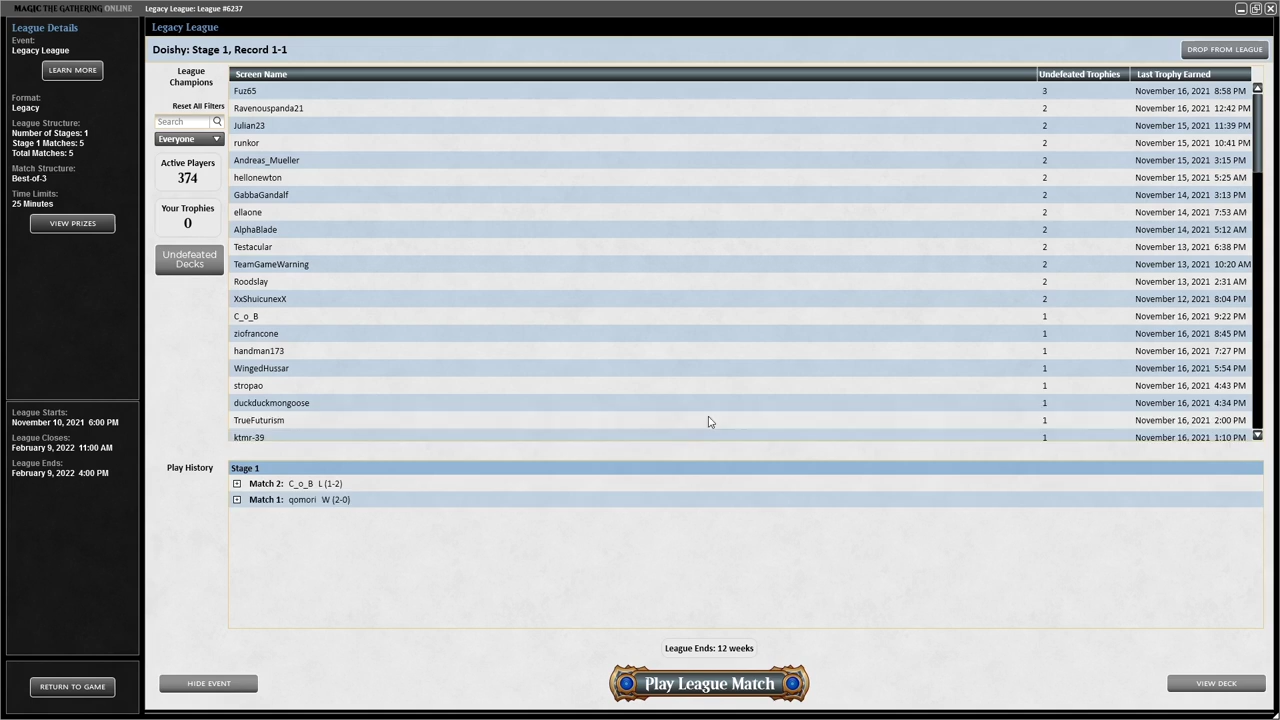 MAGIC THE GATHERING ONLINE
Legacy League: League #6237
League Details
Event:
Legacy League
LEARN MORE
Format:
Legacy
League Structure:
Number of Stages: 1
Stage 1 Matches: 5
Total Matches: 5
Match Structure:
Best-of-3
Time Limits:
25 Minutes
VIEW PRIZES
League Starts:
November 10, 2021 6:00 PM
League Closes:
February 9, 2022 11:00 AM
League Ends:
February 9, 2022 4:00 PM
RETURN TO GAME
Legacy League
Doishy: Stage 1, Record 1-1
DROP FROM LEAGUE
League
Champions
Reset All Filters
Search
Everyone
Active Players
374
Your Trophies
0
Undefeated
Decks
Screen Name Undefeated Trophies Last Trophy Earned
Fuz65 3 November 16, 2021 8:58 PM
Ravenouspanda21 2 November 16, 2021 12:42 PM
Julian23 2 November 15, 2021 11:39 PM
runkor 2 November 15, 2021 10:41 PM
Andreas_Mueller 2 November 15, 2021 3:15 PM
hellonewton 2 November 15, 2021 5:25 AM
GabbaGandalf 2 November 14, 2021 3:13 PM
ellaone 2 November 14, 2021 7:53 AM
AlphaBlade 2 November 14, 2021 5:12 AM
Testacular 2 November 13, 2021 6:38 PM
TeamGameWarning 2 November 13, 2021 10:20 AM
Roodslay 2 November 13, 2021 2:31 AM
XxShuicunexX 2 November 12, 2021 8:04 PM
C_o_B 1 November 16, 2021 9:22 PM
ziofrancone 1 November 16, 2021 8:45 PM
handman173 1 November 16, 2021 7:27 PM
WingedHussar 1 November 16, 2021 5:54 PM
stropao 1 November 16, 2021 4:43 PM
duckduckmongoose 1 November 16, 2021 4:34 PM
TrueFuturism 1 November 16, 2021 2:00 PM
ktmr-39 1 November 16, 2021 1:10 PM
Play History
Stage 1
Match 2: C_o_B L (1-2)
Match 1: qomori W (2-0)
League Ends: 12 weeks
HIDE EVENT
Play League Match
VIEW DECK